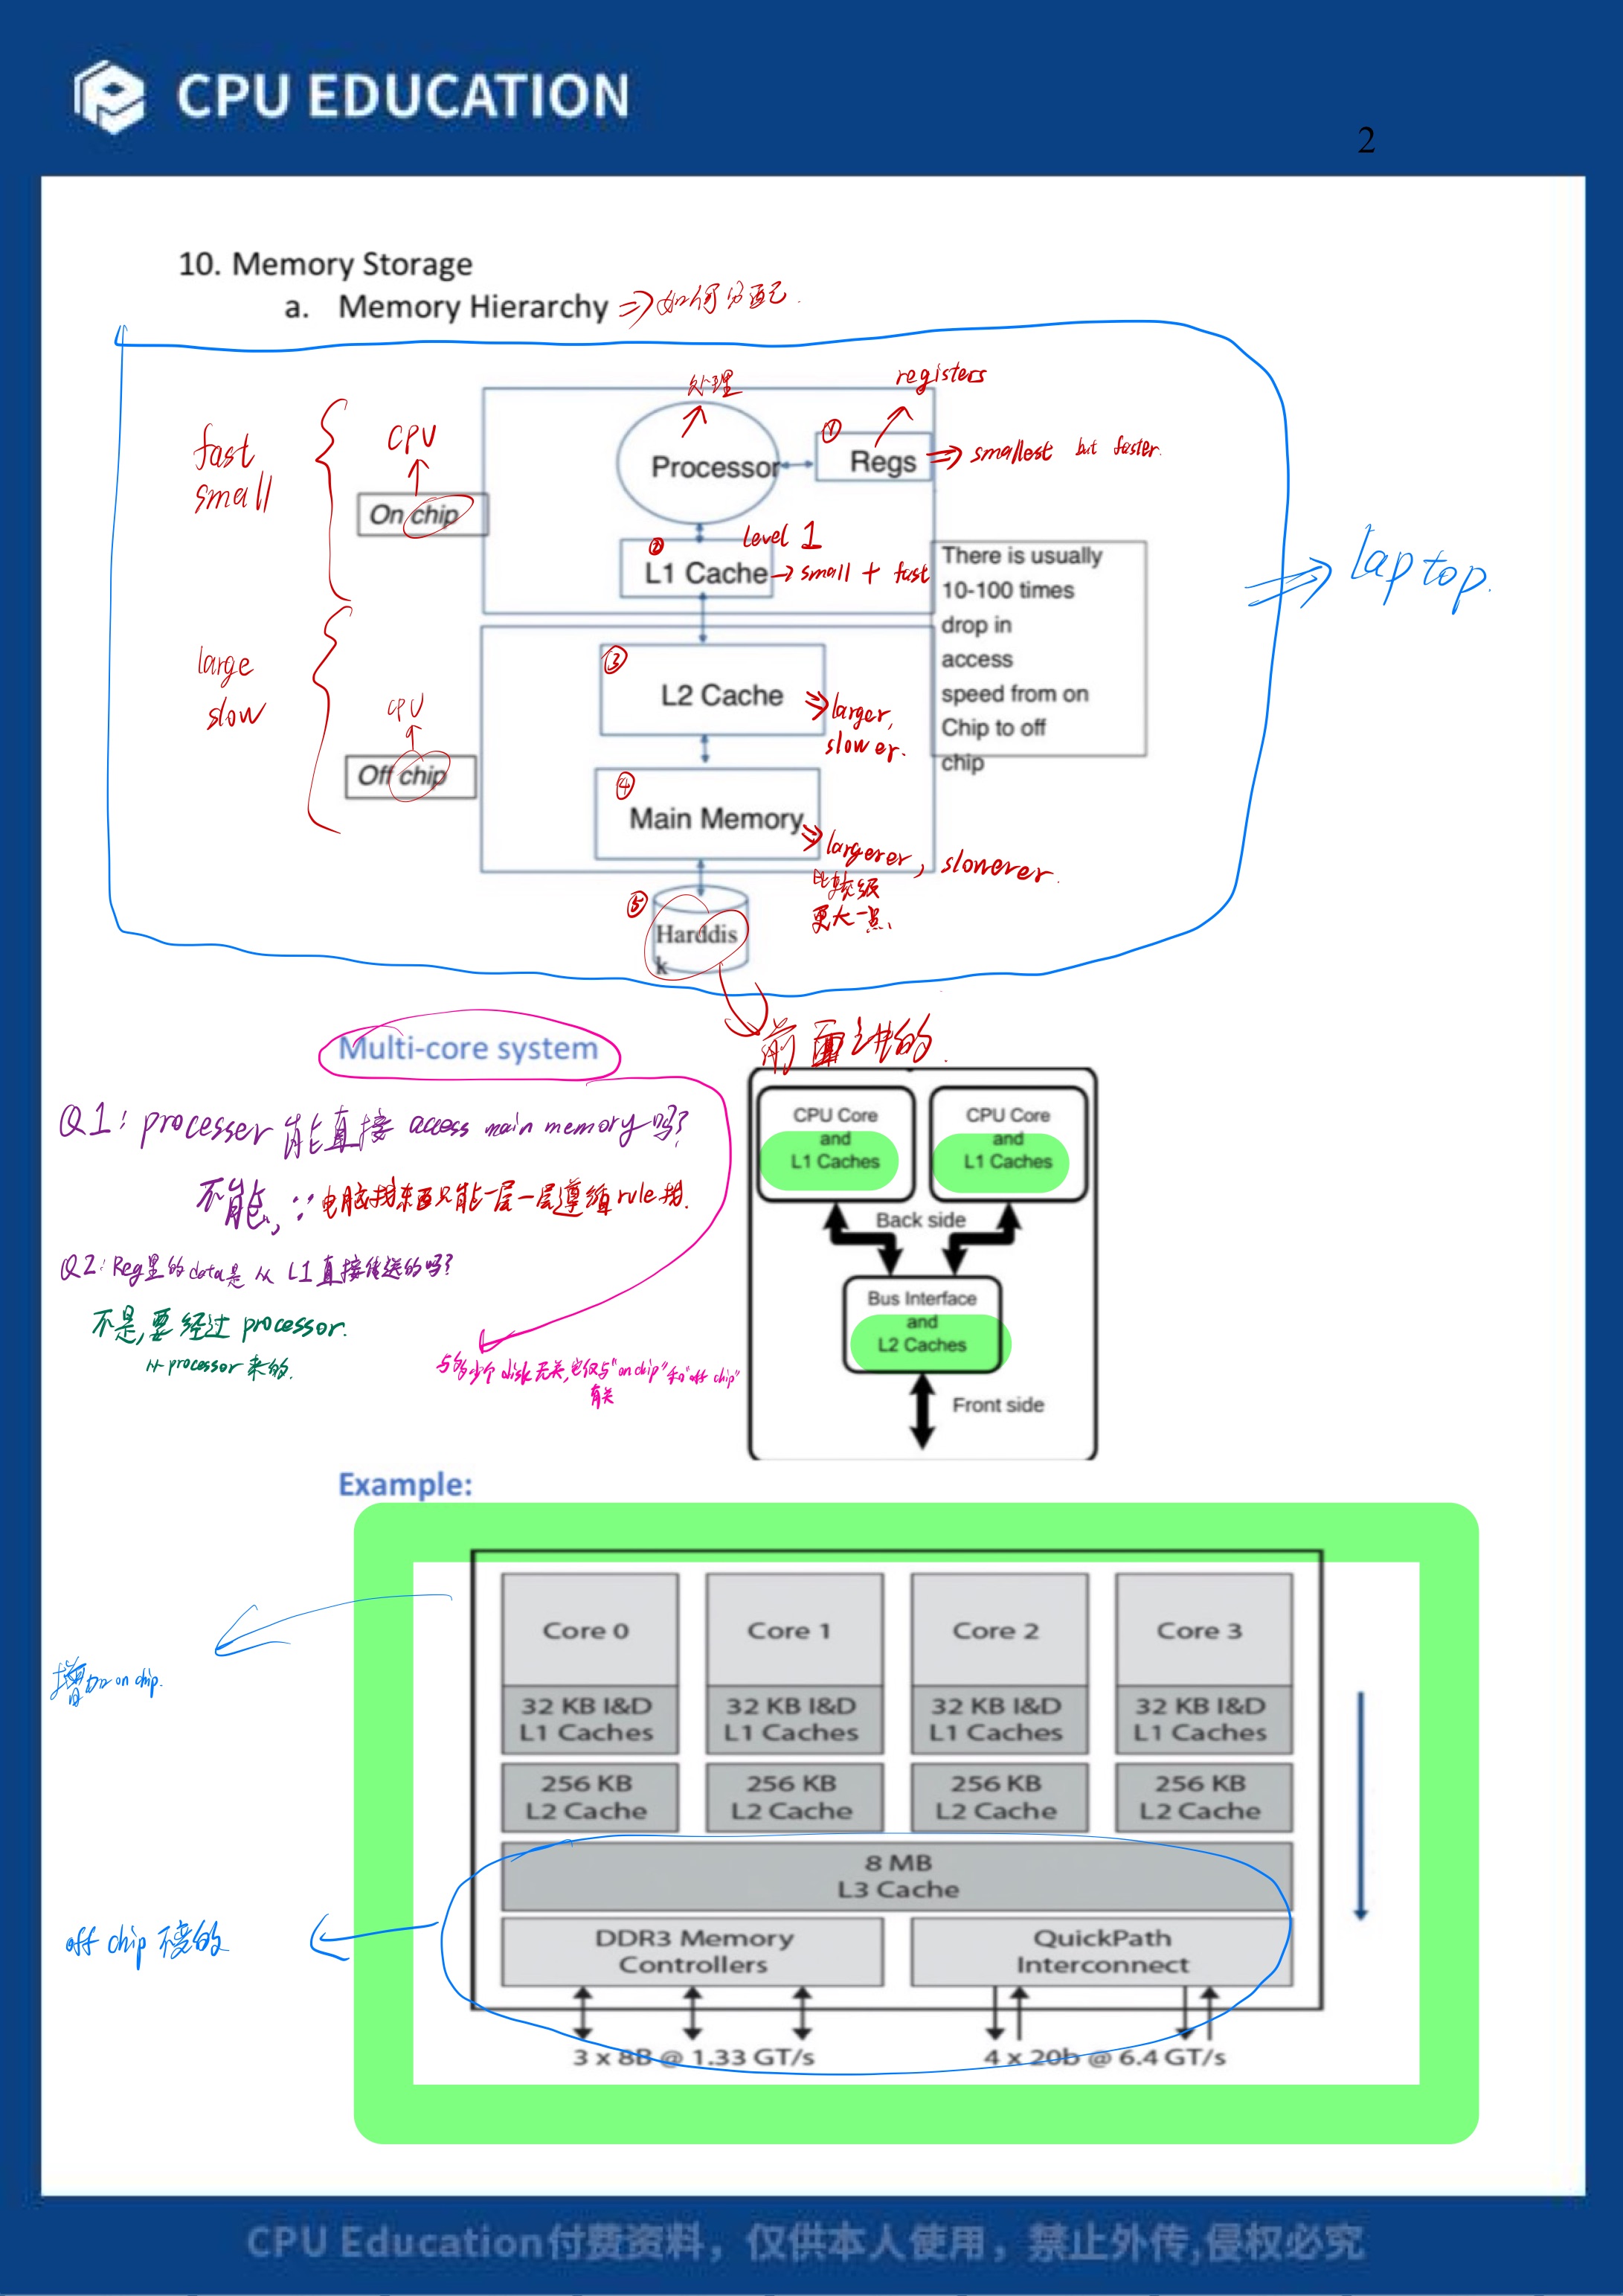 CPU EDUCATION
2
10. Memory Storage
a. Memory Hierarchy ⇒如何分配.
处理
registers
fast
small
CPU
①
Processor
Regs
⇒ smallest but faster.
On chip
②
Level 1
L1 Cache
→ small + fast
There is usually
10-100 times
drop in
access
speed from on
Chip to off
chip
⇒ laptop.
large
slow
③
L2 Cache
⇒ larger,
slower.
CPU
Off chip
④
Main Memory
⇒ largerer, slowerer.
比较级
更大一点
⑤
Harddis
k
前面讲的.
Multi-core system
Q1: processer 能直接 access main memory 吗?
不能, ∵ 电脑找东西只能一层一层遵循 rule 找.
Q2: Reg里的data是从 L1 直接传送的吗?
不是,要经过 processor.
从 processor 来的.
与多少个 disk 无关,它仅与"on chip"和"off chip"
有关
CPU Core
and
L1 Caches
CPU Core
and
L1 Caches
Back side
Bus Interface
and
L2 Caches
Front side
Example:
增加 on chip.
Core 0
Core 1
Core 2
Core 3
32 KB I&D
L1 Caches
32 KB I&D
L1 Caches
32 KB I&D
L1 Caches
32 KB I&D
L1 Caches
256 KB
L2 Cache
256 KB
L2 Cache
256 KB
L2 Cache
256 KB
L2 Cache
8 MB
L3 Cache
off chip 不变的
DDR3 Memory
Controllers
QuickPath
Interconnect
3 x 8B @ 1.33 GT/s
4 x 20b @ 6.4 GT/s
CPU Education付费资料，仅供本人使用，禁止外传,侵权必究